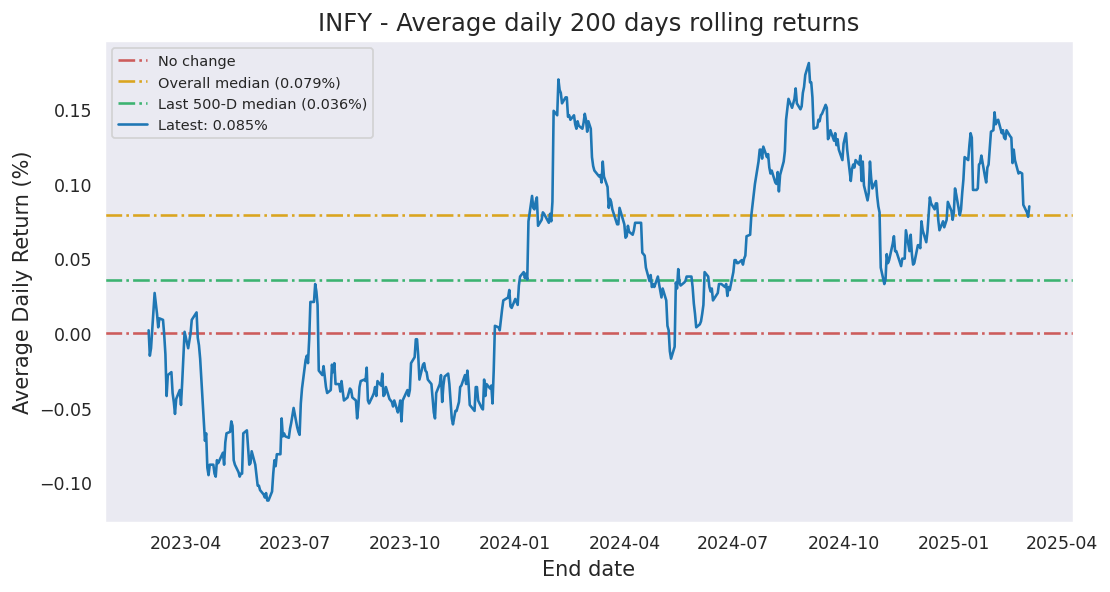 INFY - Average daily 200 days rolling returns
No change
Overall median (0.079%)
Last 500-D median (0.036%)
Latest: 0.085%
Average Daily Return (%)
0.15
0.10
0.05
0.00
−0.05
−0.10
2023-04 2023-07 2023-10 2024-01 2024-04 2024-07 2024-10 2025-01 2025-04
End date